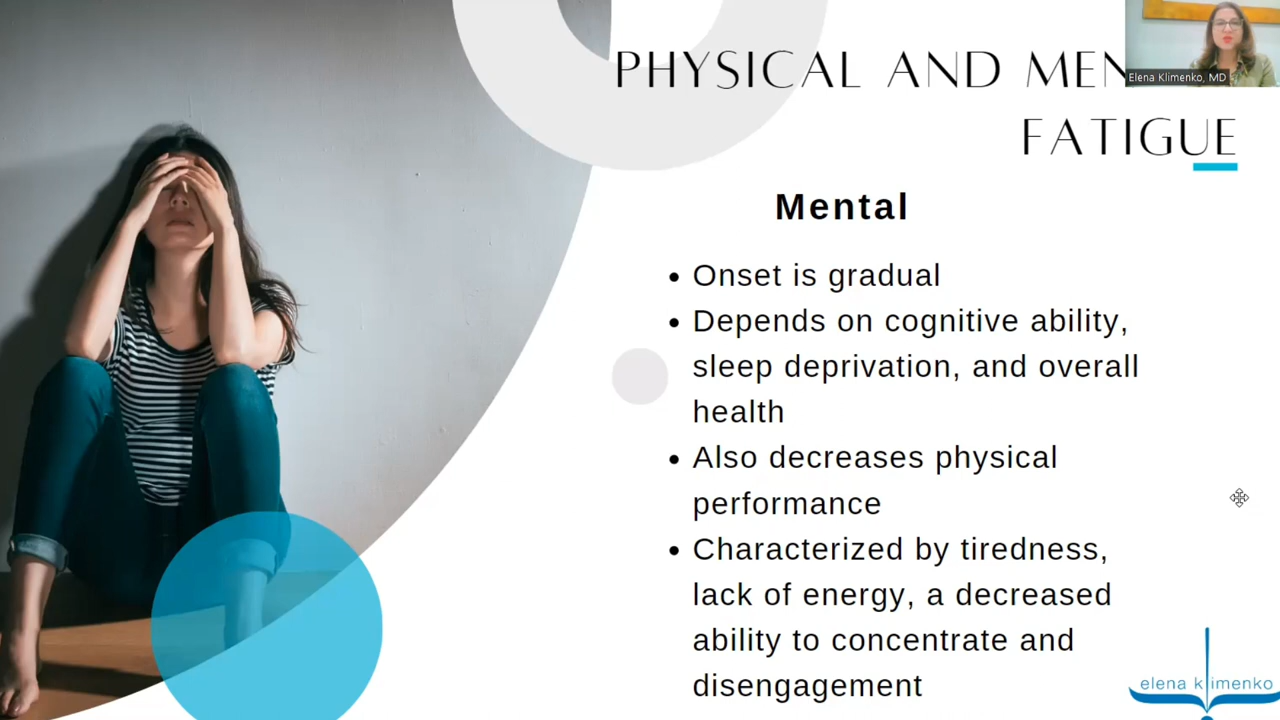 PHYSICAL AND MEN
FATIGUE
Elena Klimenko, MD
Mental
• Onset is gradual
• Depends on cognitive ability,
sleep deprivation, and overall
health
• Also decreases physical
performance
• Characterized by tiredness,
lack of energy, a decreased
ability to concentrate and
disengagement
elena klimenko